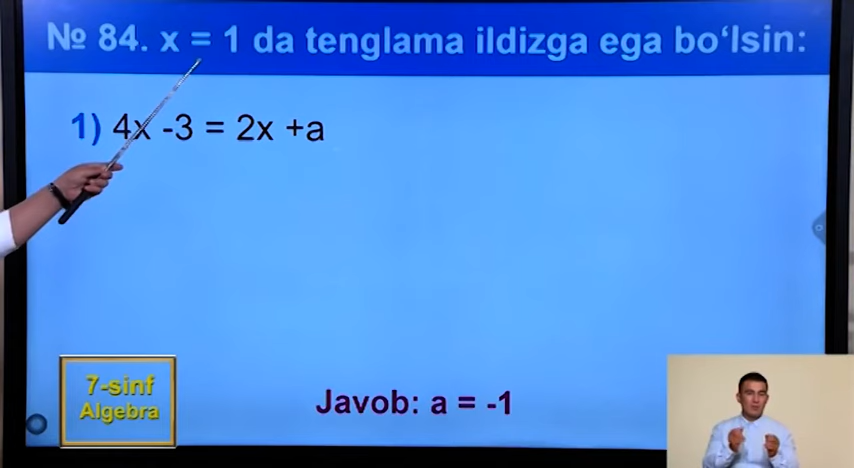 № 84. x = 1 da tenglama ildizga ega bo‘lsin:
1) 4x -3 = 2x +a
Javob: a = -1
7-sinf
Algebra